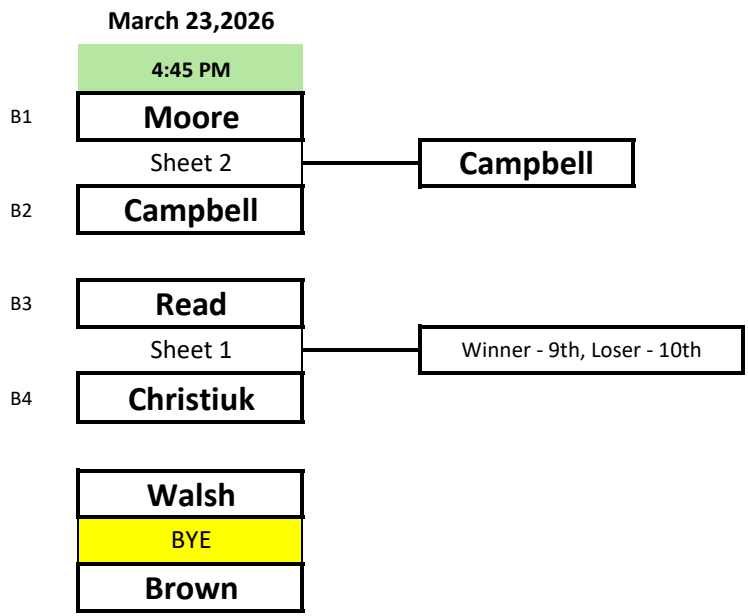 March 23,2026
4:45 PM
B1 Moore
Sheet 2
Campbell
B2 Campbell
B3 Read
Sheet 1
Winner - 9th, Loser - 10th
B4 Christiuk
Walsh
BYE
Brown